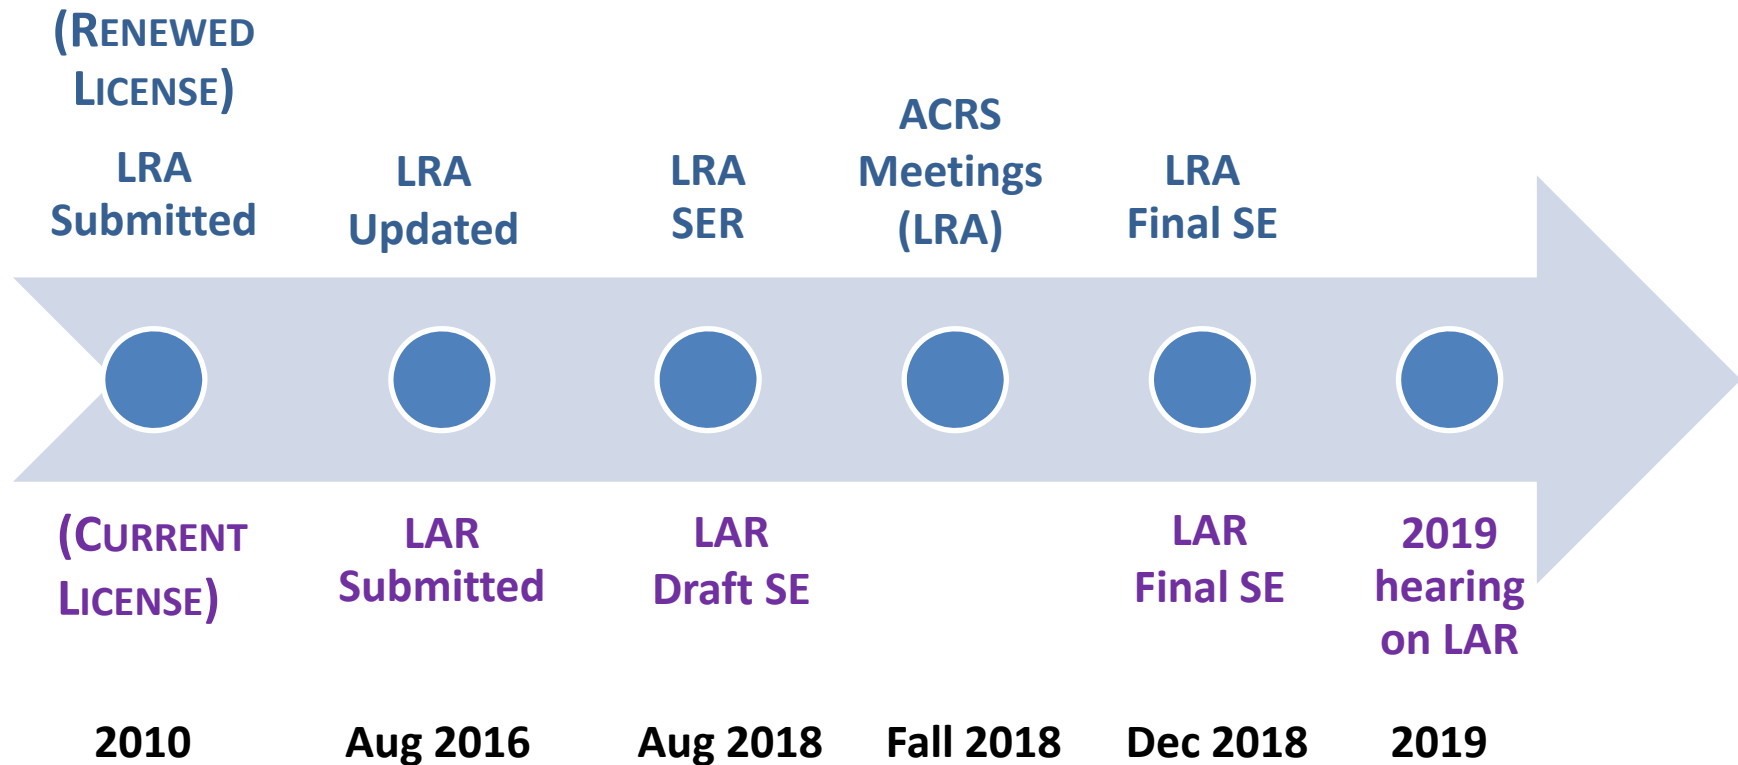 (RENEWED
LICENSE)
LRA
Submitted
LRA
Updated
LRA
SER
ACRS
Meetings
(LRA)
LRA
Final SE
(CURRENT
LICENSE)
LAR
Submitted
LAR
Draft SE
LAR
Final SE
2019
hearing
on LAR
2010
Aug 2016
Aug 2018
Fall 2018
Dec 2018
2019